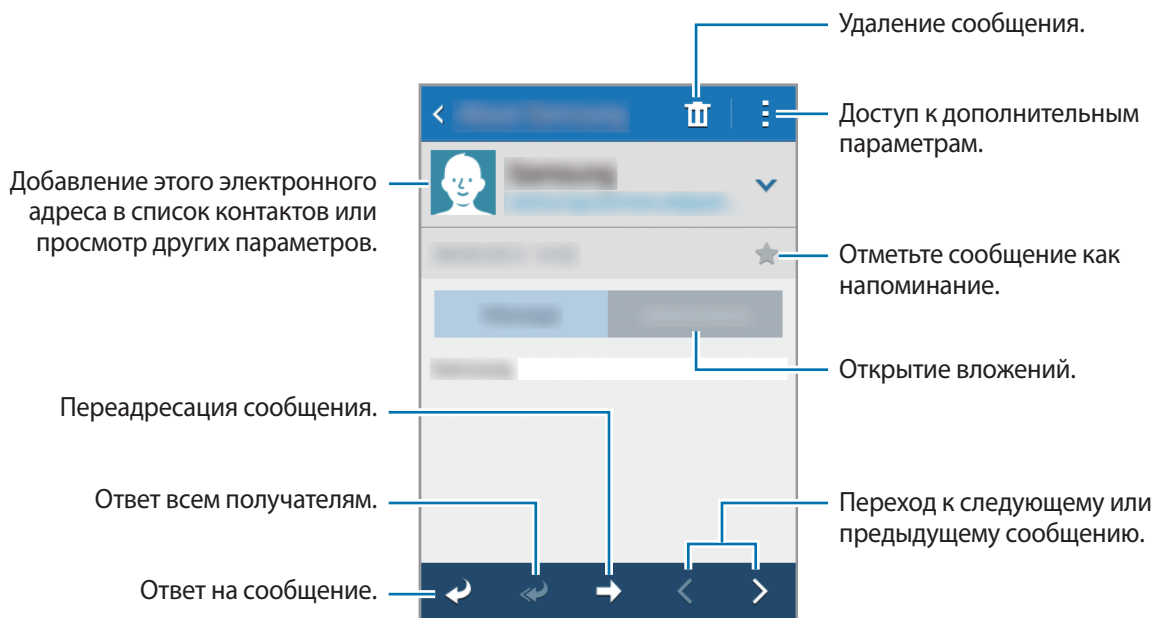 Удаление сообщения.
Доступ к дополнительным
параметрам.
Добавление этого электронного
адреса в список контактов или
просмотр других параметров.
Отметьте сообщение как
напоминание.
Открытие вложений.
Переадресация сообщения.
Ответ всем получателям.
Переход к следующему или
предыдущему сообщению.
Ответ на сообщение.